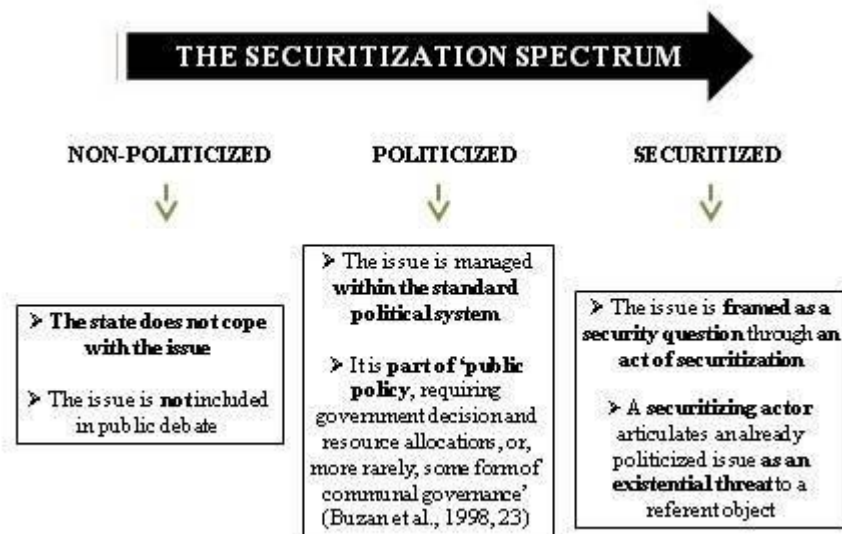 THE SECURITIZATION SPECTRUM
NON-POLITICIZED
POLITICIZED
SECURITIZED
➤ The state does not cope
with the issue
➤ The issue is not included
in public debate
➤ The issue is managed
within the standard
political system
➤ It is part of ‘public
policy, requiring
government decision and
resource allocations, or,
more rarely, some form of
communal governance’
(Buzan et al., 1998, 23)
➤ The issue is framed as a
security question through an
act of securitization
➤ A securitizing actor
articulates an already
politicized issue as an
existential threat to a
referent object